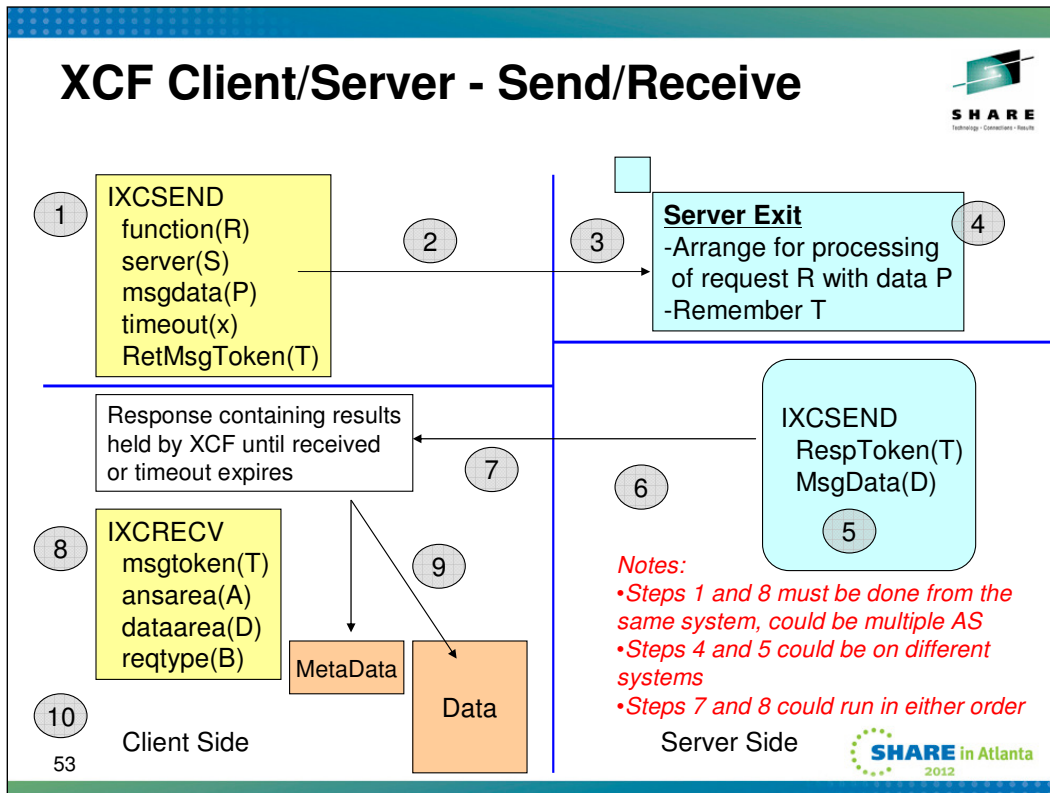 XCF Client/Server - Send/Receive
S H A R E
Technology - Connections - Results
1
IXCSEND
function(R)
server(S)
msgdata(P)
timeout(x)
RetMsgToken(T)
2
3
Server Exit
-Arrange for processing
of request R with data P
-Remember T
4
Response containing results
held by XCF until received
or timeout expires
7
6
IXCSEND
RespToken(T)
MsgData(D)
5
8
IXCRECV
msgtoken(T)
ansarea(A)
dataarea(D)
reqtype(B)
9
MetaData
Data
Notes:
•Steps 1 and 8 must be done from the
same system, could be multiple AS
•Steps 4 and 5 could be on different
systems
•Steps 7 and 8 could run in either order
10
Client Side
Server Side
53
SHARE in Atlanta
2012